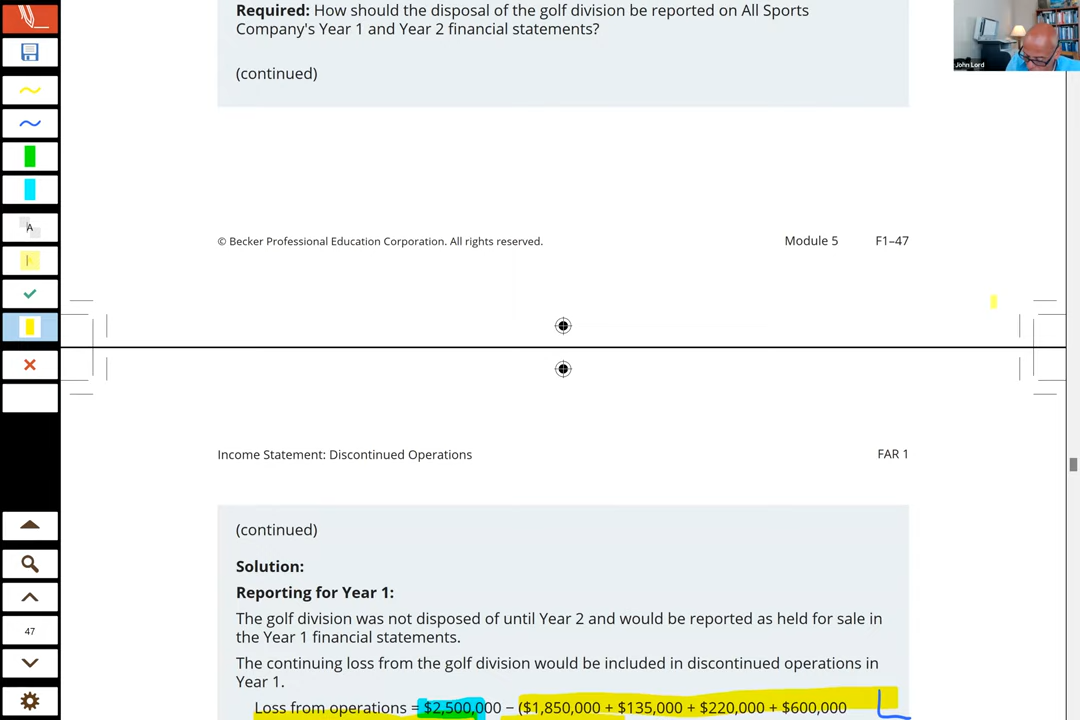 Required: How should the disposal of the golf division be reported on All Sports
Company's Year 1 and Year 2 financial statements?
(continued)
John Lord
A
© Becker Professional Education Corporation. All rights reserved.
Module 5 F1–47
Income Statement: Discontinued Operations
FAR 1
(continued)
Solution:
Reporting for Year 1:
The golf division was not disposed of until Year 2 and would be reported as held for sale in
the Year 1 financial statements.
The continuing loss from the golf division would be included in discontinued operations in
Year 1.
47
Loss from operations = $2,500,000 − ($1,850,000 + $135,000 + $220,000 + $600,000